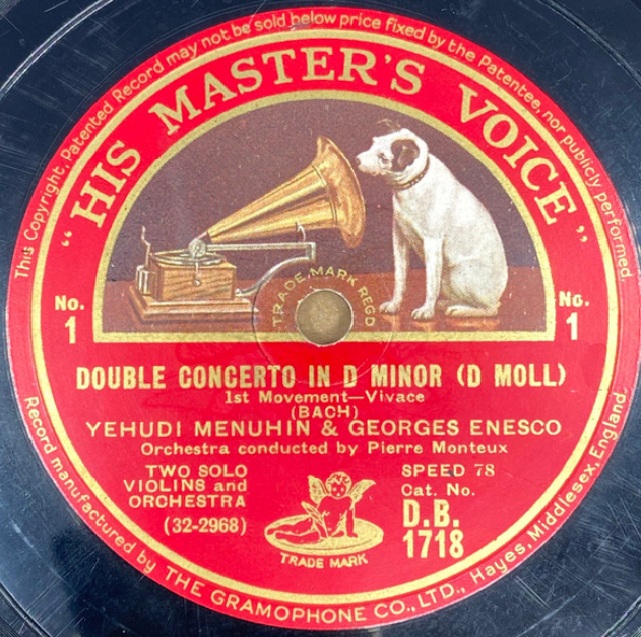 This Copyright, Patented Record may not be sold below price fixed by the Patentee, nor publicly performed.
"HIS MASTER'S VOICE"
TRADE MARK REGD
No.
1
No.
1
DOUBLE CONCERTO IN D MINOR (D MOLL)
1st Movement—Vivace
(BACH)
YEHUDI MENUHIN & GEORGES ENESCO
Orchestra conducted by Pierre Monteux
TWO SOLO
VIOLINS and
ORCHESTRA
(32-2968)
TRADE MARK
SPEED 78
Cat. No.
D.B.
1718
Record manufactured by THE GRAMOPHONE CO., LTD., Hayes, Middlesex, England.